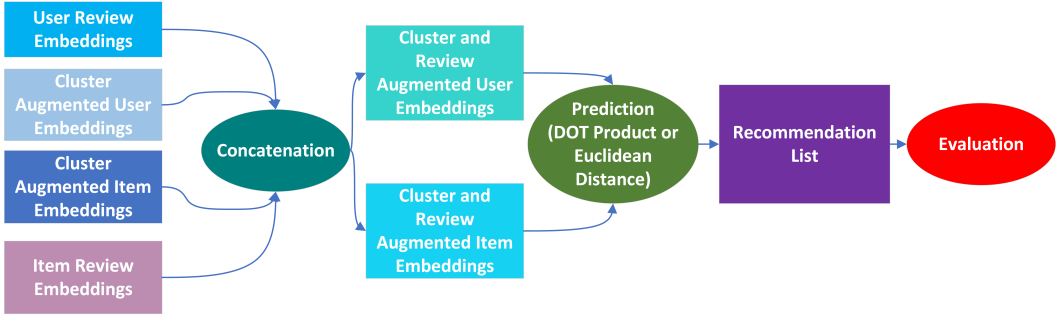 User Review
Embeddings
Cluster
Augmented User
Embeddings
Cluster
Augmented Item
Embeddings
Item Review
Embeddings
Concatenation
Cluster and
Review
Augmented User
Embeddings
Cluster and
Review
Augmented Item
Embeddings
Prediction
(DOT Product or
Euclidean
Distance)
Recommendation
List
Evaluation